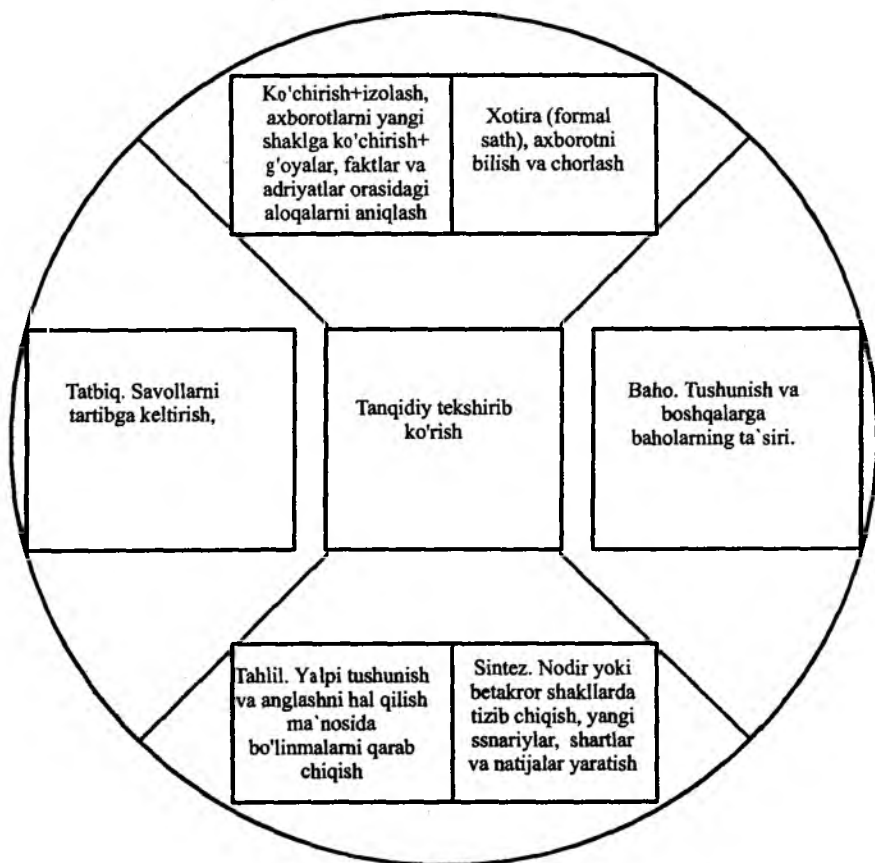 Ko'chirish+izolash,
axborotlarni yangi
shaklga ko'chirish+
g'oyalar, faktlar va
adriyatlar orasidagi
aloqalarni aniqlash
Xotira (formal
sath), axborotni
bilish va chorlash
Tatbiq. Savollarni
tartibga keltirish,
Tanqidiy tekshirib
ko'rish
Baho. Tushunish va
boshqalarga
baholarning ta`siri.
Tahlil. Yalpi tushunish
va anglashni hal qilish
ma`nosida
bo'linmalarni qarab
chiqish
Sintez. Nodir yoki
betakror shakllarda
tizib chiqish, yangi
ssnariylar, shartlar
va natijalar yaratish